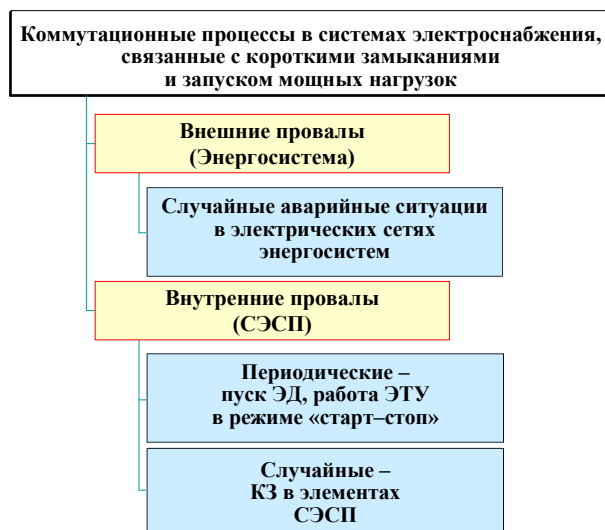 Коммутационные процессы в системах электроснабжения,
связанные с короткими замыканиями
и запуском мощных нагрузок
Внешние провалы
(Энергосистема)
Случайные аварийные ситуации
в электрических сетях
энергосистем
Внутренние провалы
(СЭСП)
Периодические –
пуск ЭД, работа ЭТУ
в режиме «старт–стоп»
Случайные –
КЗ в элементах
СЭСП